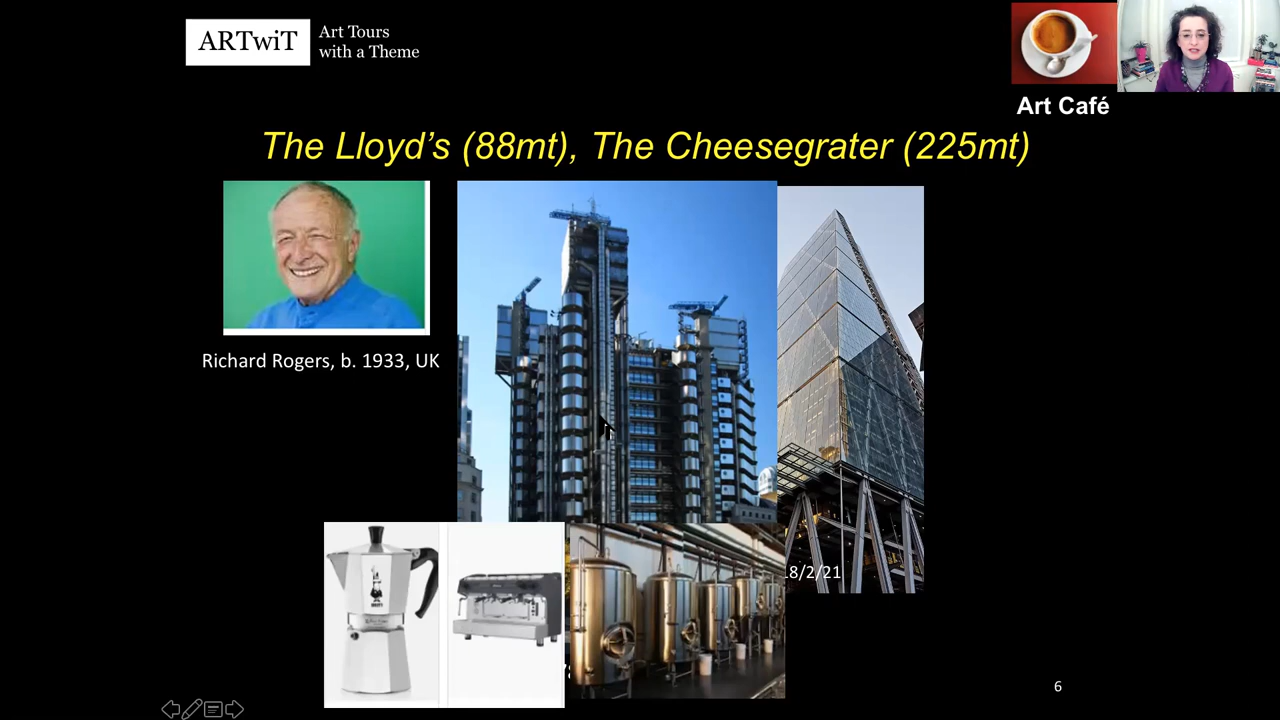 ARTwiT
Art Tours
with a Theme
Art Café
The Lloyd’s (88mt), The Cheesegrater (225mt)
Richard Rogers, b. 1933, UK
18/2/21
6